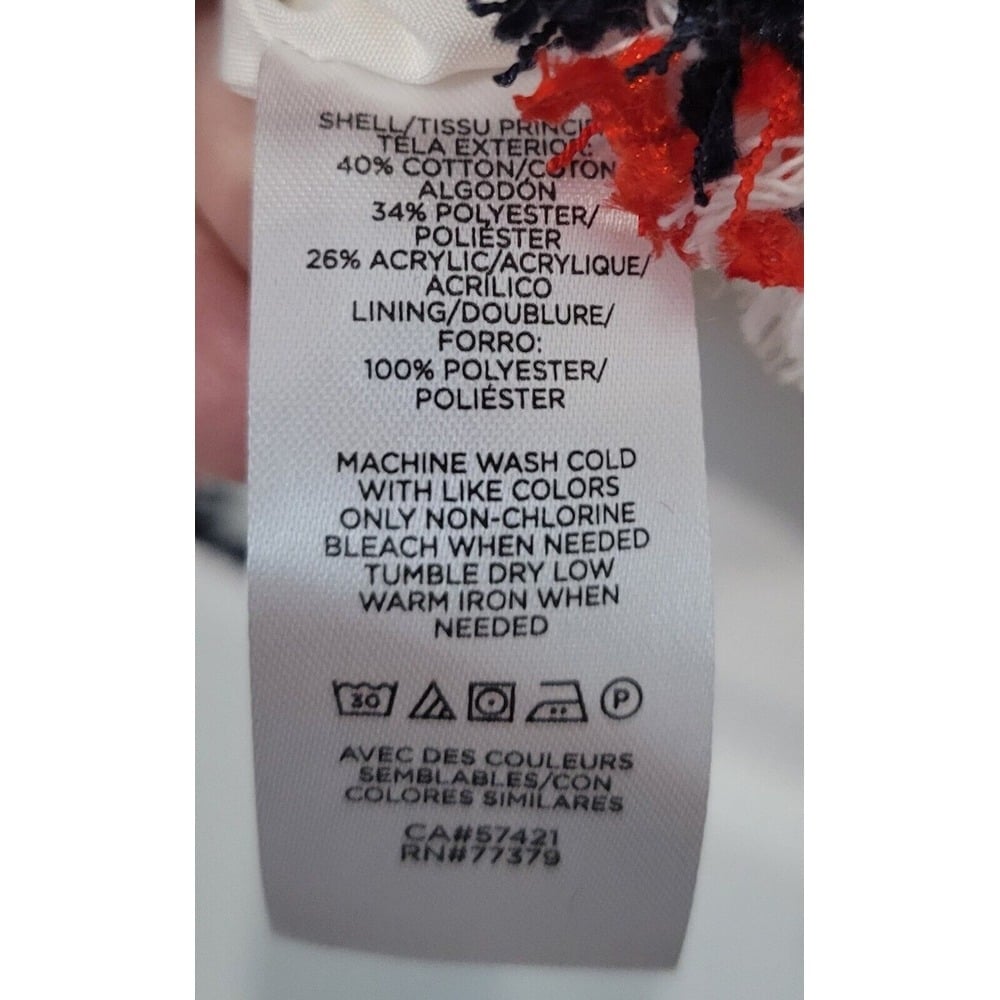 SHELL/TISSU
TELA EXTERIOR:
40% COTTON/COTON
ALGODÓN
34% POLYESTER/
POLIÉSTER
26% ACRYLIC/ACRYLIQUE/
ACRÍLICO
LINING/DOUBLURE/
FORRO:
100% POLYESTER/
POLIÉSTER
MACHINE WASH COLD
WITH LIKE COLORS
ONLY NON-CHLORINE
BLEACH WHEN NEEDED
TUMBLE DRY LOW
WARM IRON WHEN
NEEDED
30 P
AVEC DES COULEURS
SEMBLABLES/CON
COLORES SIMILARES
CA#57421
RN#77379